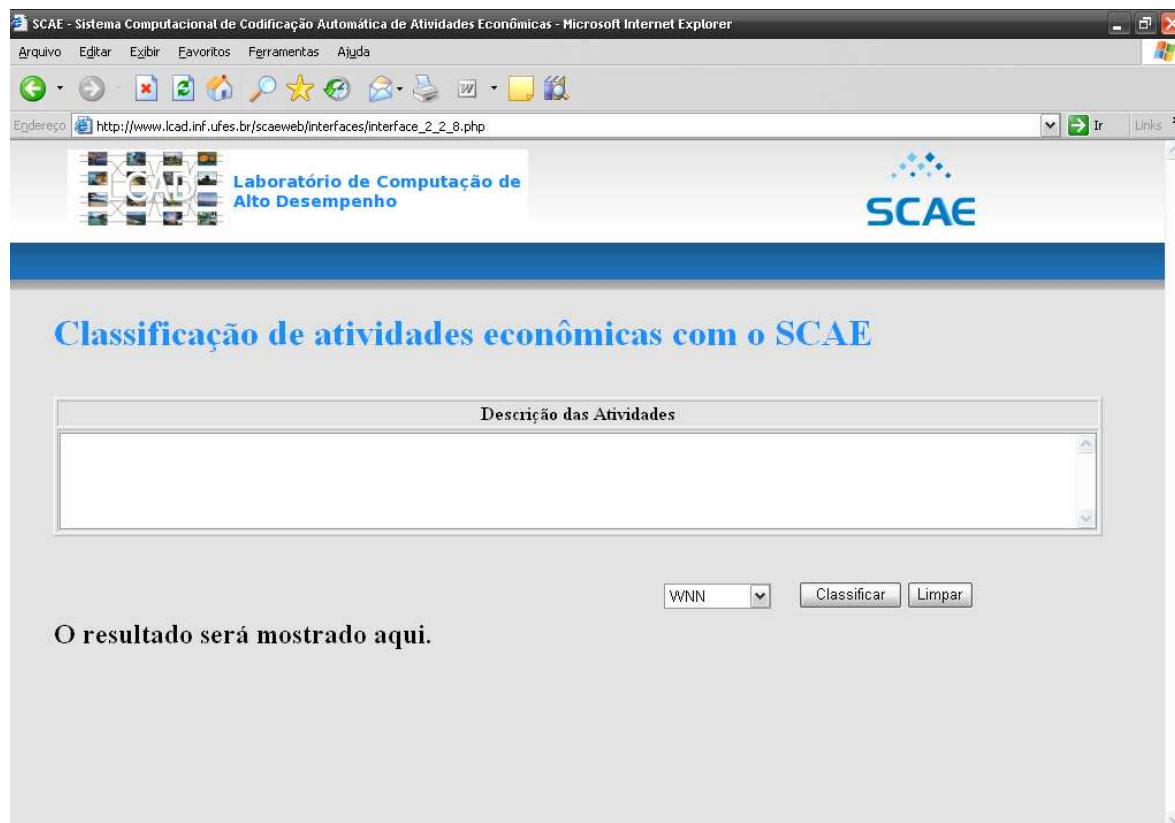 SCAE - Sistema Computacional de Codificação Automática de Atividades Econômicas - Microsoft Internet Explorer
Arquivo Editar Exibir Favoritos Ferramentas Ajuda
Endereço http://www.lcad.inf.ufes.br/scaeweb/interfaces/interface_2_2_8.php Ir Links
LCAD
Laboratório de Computação de
Alto Desempenho
SCAE
Classificação de atividades econômicas com o SCAE
Descrição das Atividades
WNN Classificar Limpar
O resultado será mostrado aqui.